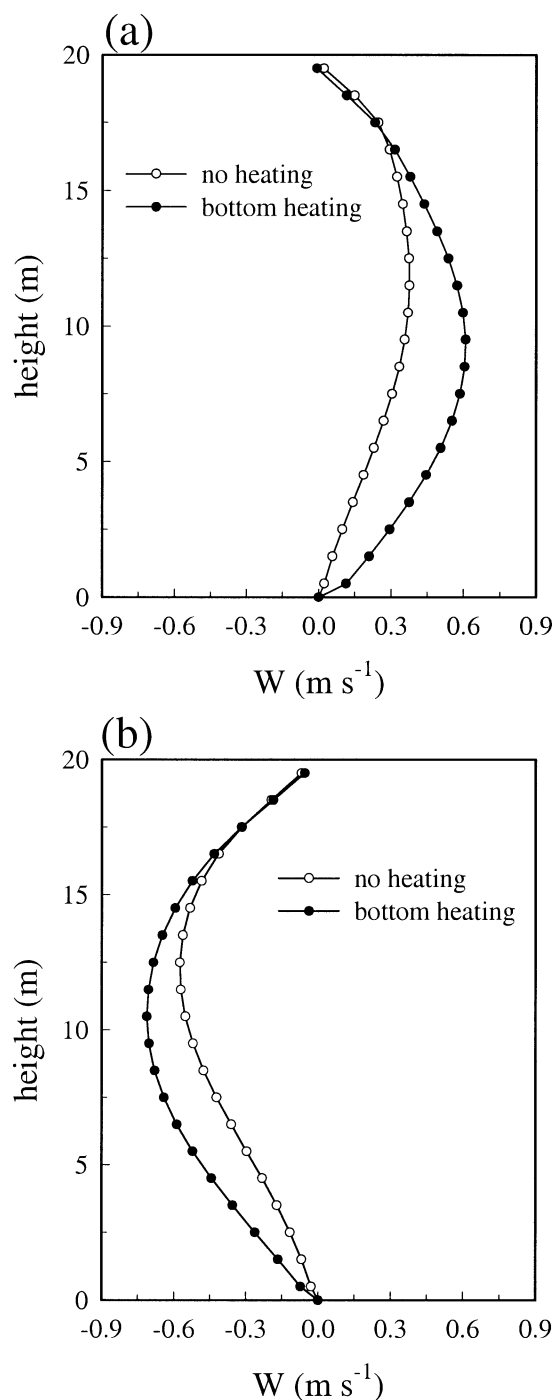 (a)
20
15
10
5
0
height (m)
no heating
bottom heating
-0.9 -0.6 -0.3 0.0 0.3 0.6 0.9
W (m s⁻¹)
(b)
20
15
10
5
0
height (m)
no heating
bottom heating
-0.9 -0.6 -0.3 0.0 0.3 0.6 0.9
W (m s⁻¹)